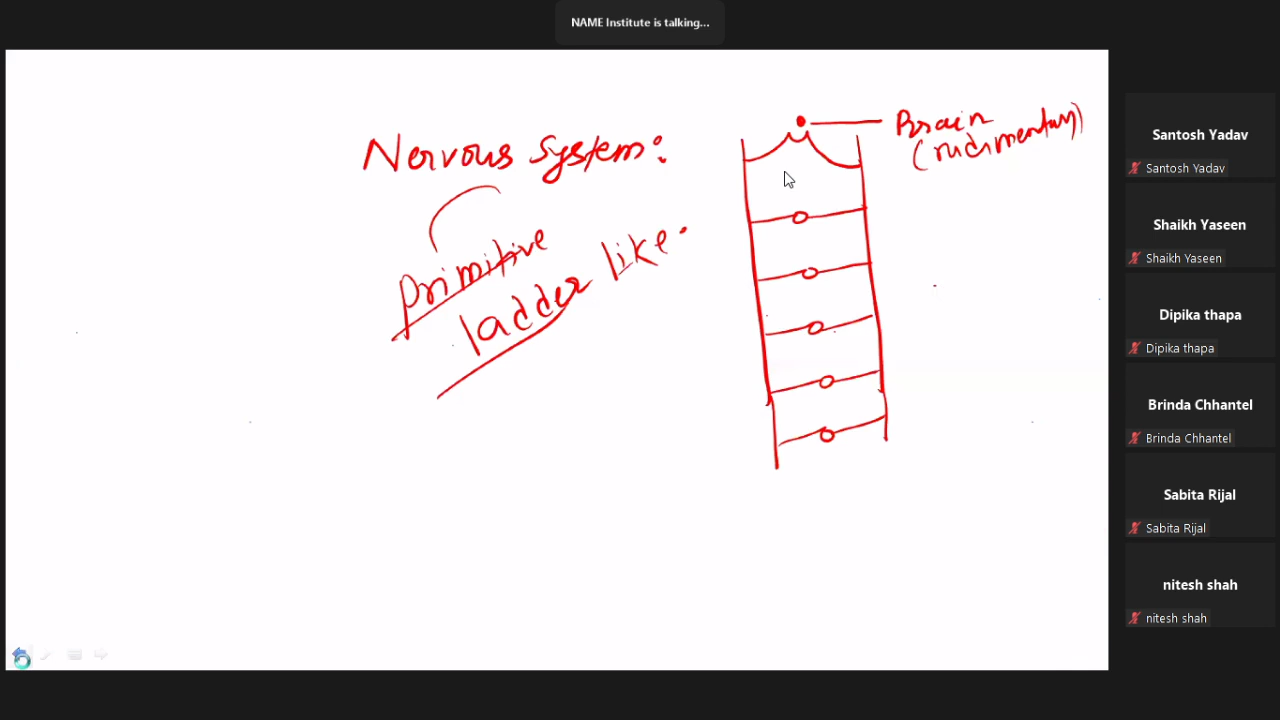 NAME Institute is talking...
Nervous System:
Primitive
ladder like.
Brain
(rudimentary)
Santosh Yadav
Santosh Yadav
Shaikh Yaseen
Shaikh Yaseen
Dipika thapa
Dipika thapa
Brinda Chhantel
Brinda Chhantel
Sabita Rijal
Sabita Rijal
nitesh shah
nitesh shah